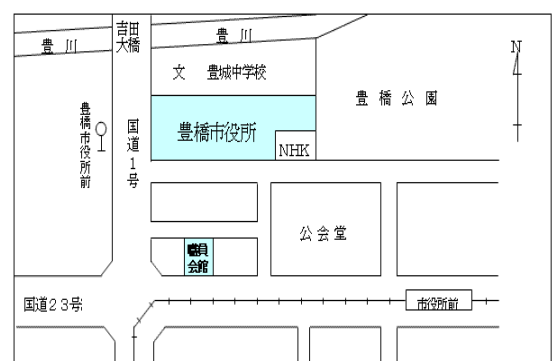 吉田
大橋
豊川
豊川
N
文 豊城中学校
豊橋公園
豊橋市役所前
国道1号
豊橋市役所
NHK
公会堂
職員
会館
国道23号
市役所前